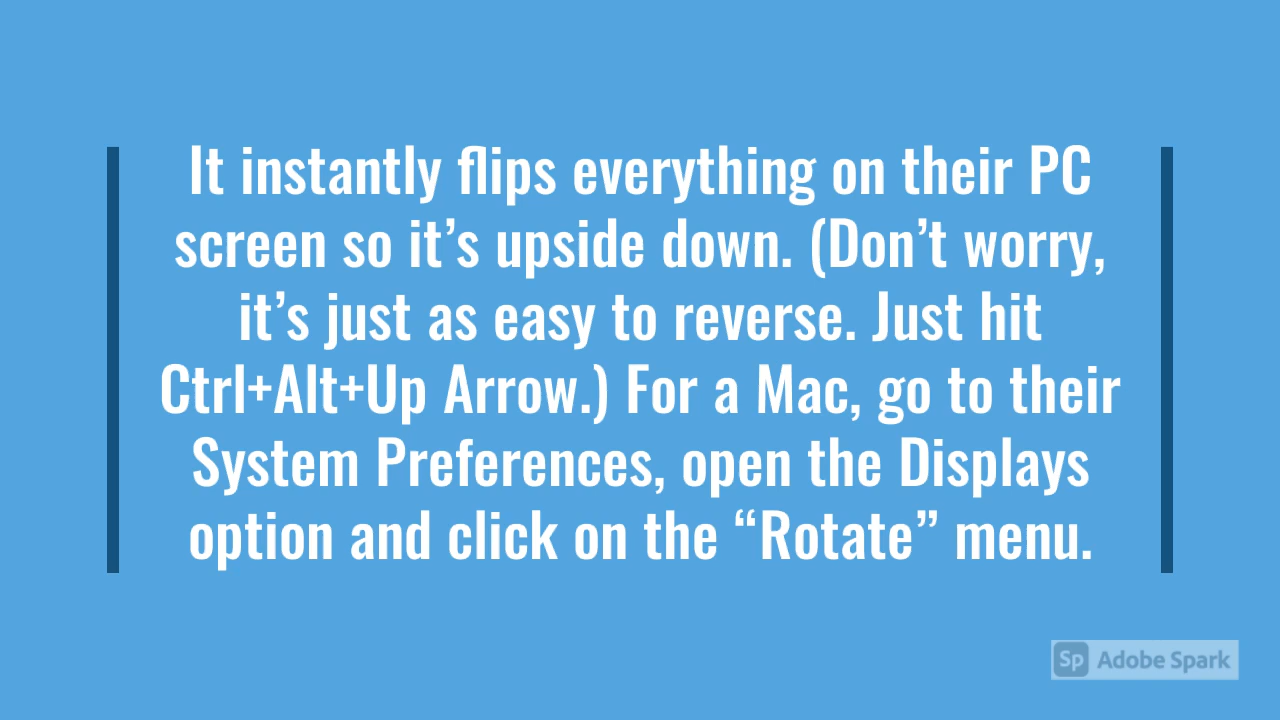 It instantly flips everything on their PC
screen so it’s upside down. (Don’t worry,
it’s just as easy to reverse. Just hit
Ctrl+Alt+Up Arrow.) For a Mac, go to their
System Preferences, open the Displays
option and click on the “Rotate” menu.
Sp Adobe Spark